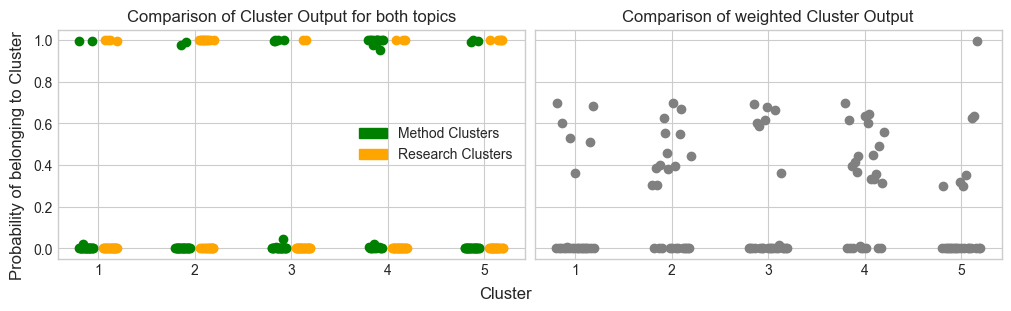 Comparison of Cluster Output for both topics
Comparison of weighted Cluster Output
Probability of belonging to Cluster
1.0
0.8
0.6
0.4
0.2
0.0
Method Clusters
Research Clusters
1 2 3 4 5
1 2 3 4 5
Cluster